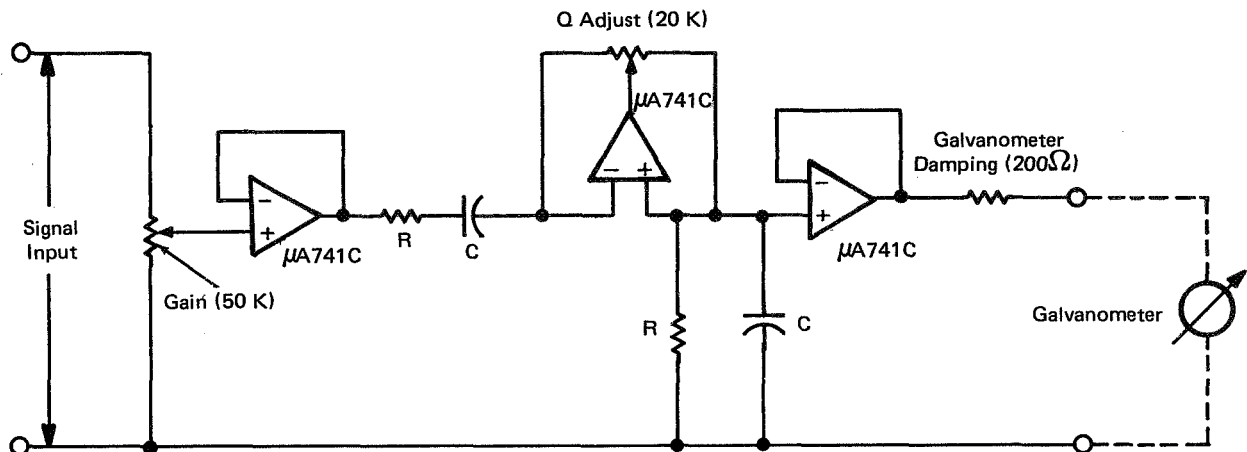 Q Adjust (20 K)
μA741C
Galvanometer
Damping (200Ω)
Signal
Input
μA741C
R
C
μA741C
Gain (50 K)
R
C
Galvanometer